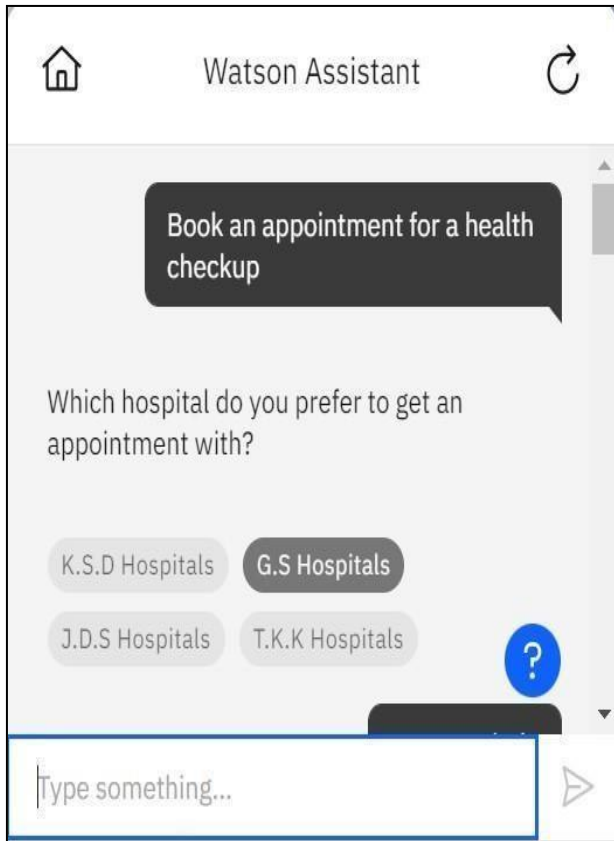 Watson Assistant
Book an appointment for a health
checkup
Which hospital do you prefer to get an
appointment with?
K.S.D Hospitals G.S Hospitals
J.D.S Hospitals T.K.K Hospitals
?
Type something...